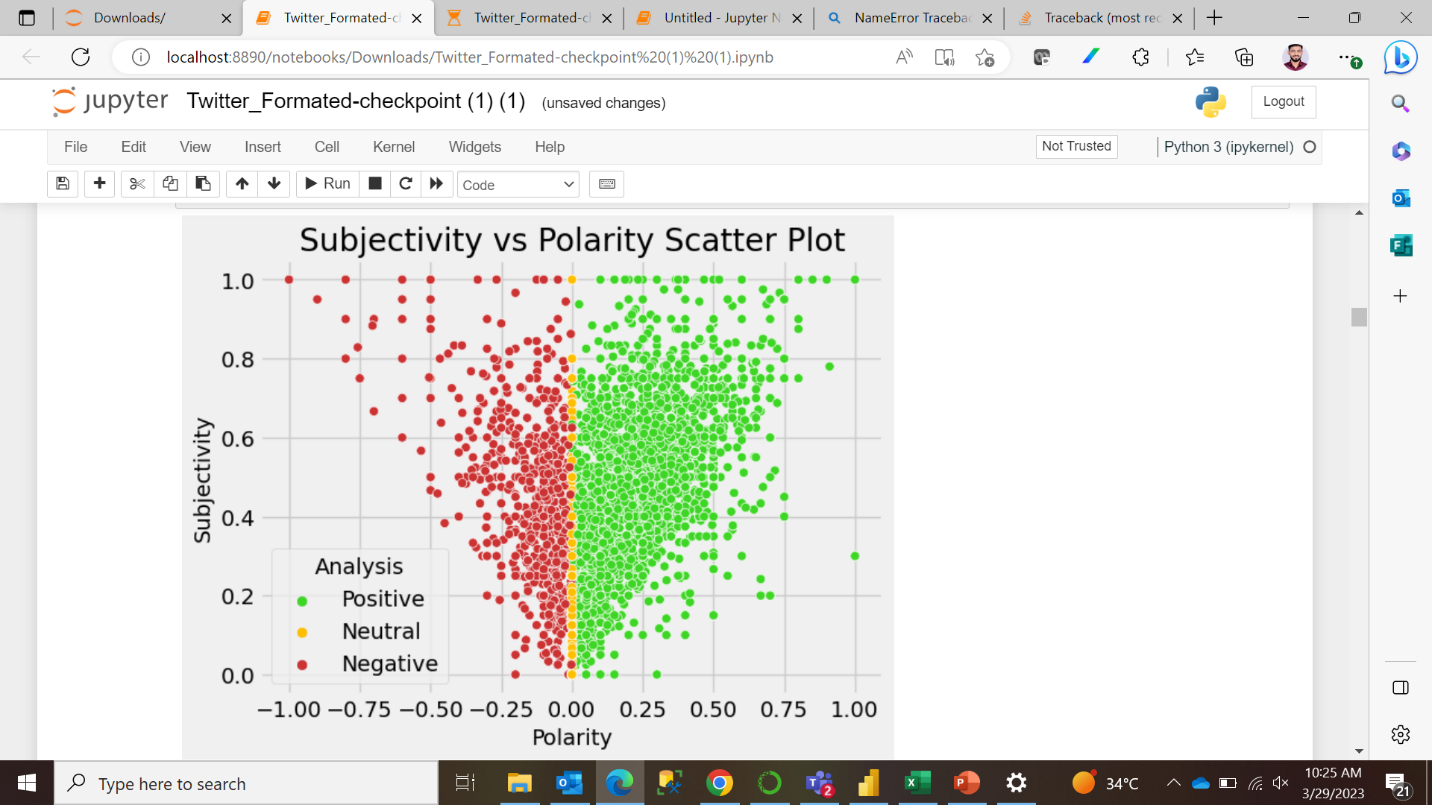 Downloads/
Twitter_Formated-cl
Twitter_Formated-cl
Untitled - Jupyter N
NameError Traceba
Traceback (most rec
localhost:8890/notebooks/Downloads/Twitter_Formated-checkpoint%20(1)%20(1).ipynb
jupyter Twitter_Formated-checkpoint (1) (1) (unsaved changes)
Logout
File Edit View Insert Cell Kernel Widgets Help
Not Trusted
Python 3 (ipykernel)
Run
Code
Subjectivity vs Polarity Scatter Plot
1.0
0.8
0.6
0.4
0.2
0.0
Subjectivity
Analysis
Positive
Neutral
Negative
−1.00 −0.75 −0.50 −0.25 0.00 0.25 0.50 0.75 1.00
Polarity
Type here to search
2
34°C
10:25 AM
3/29/2023
21